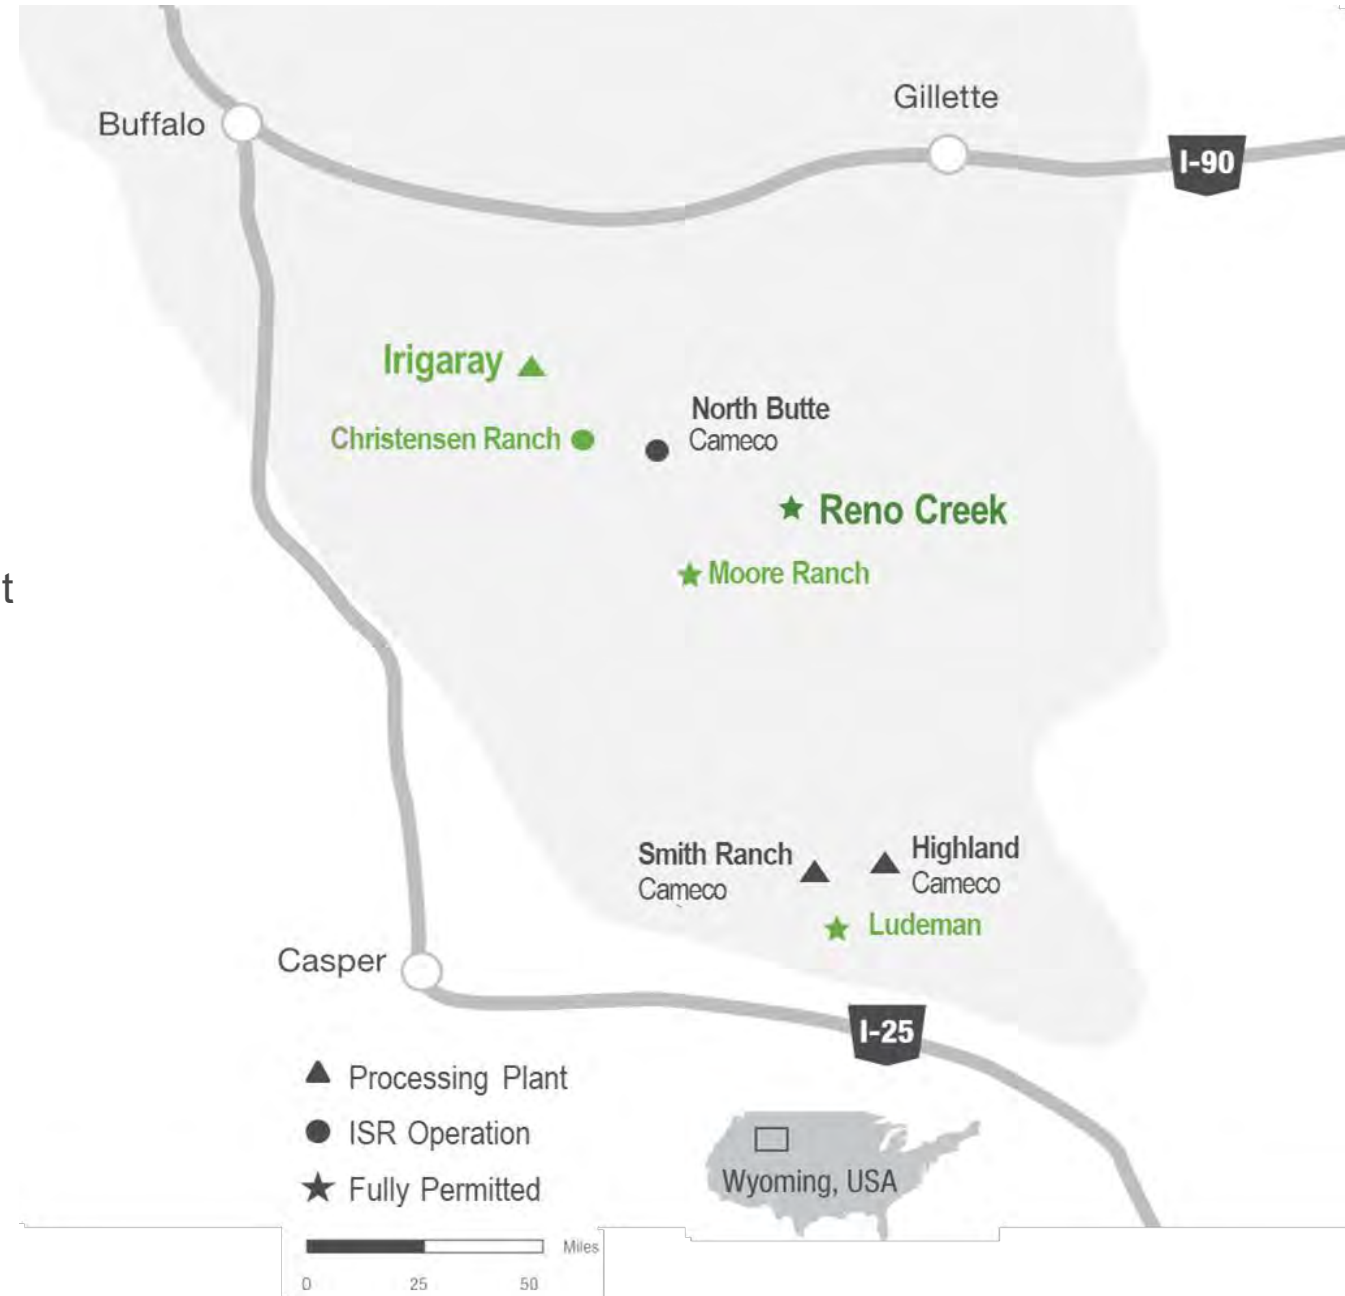 Gillette
Buffalo
I-90
Irigaray
North Butte
Christensen Ranch
Cameco
Reno Creek
Moore Ranch
t
Smith Ranch
Highland
Cameco
Cameco
Ludeman
Casper
I-25
Processing Plant
ISR Operation
Fully Permitted
Wyoming, USA
Miles
0 25 50